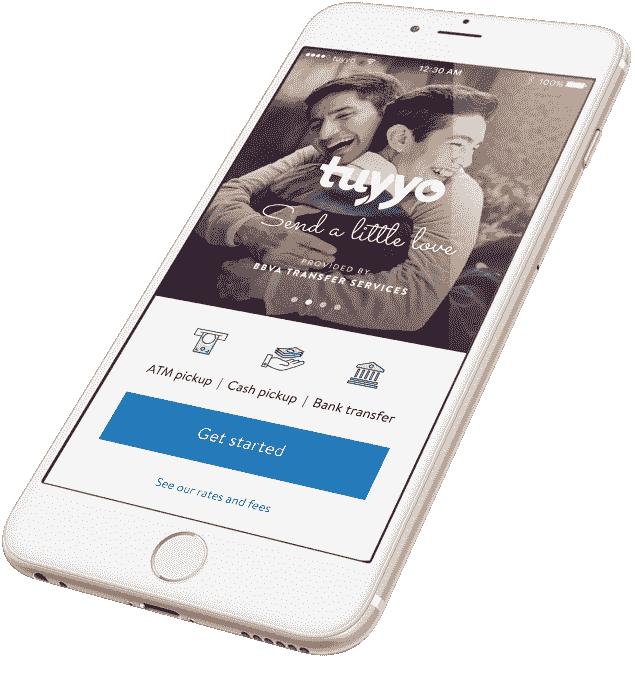 tuyyo
12:30 AM
100%
tuyyo
Send a little love
PROVIDED BY
BBVA TRANSFER SERVICES
ATM pickup | Cash pickup | Bank transfer
Get started
See our rates and fees